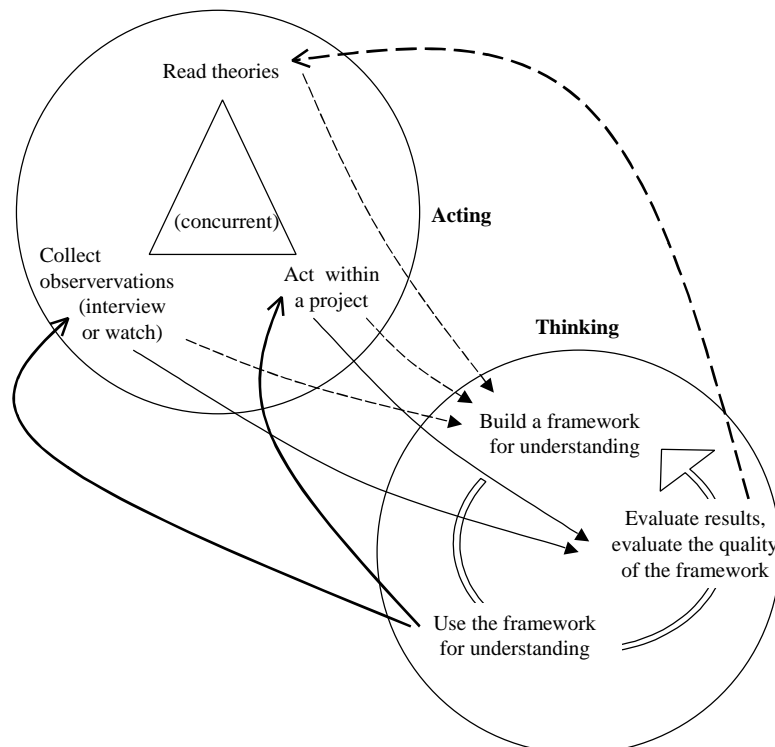 Read theories
(concurrent)
Acting
Collect
observervations
(interview
or watch)
Act within
a project
Thinking
Build a framework
for understanding
Evaluate results,
evaluate the quality
of the framework
Use the framework
for understanding